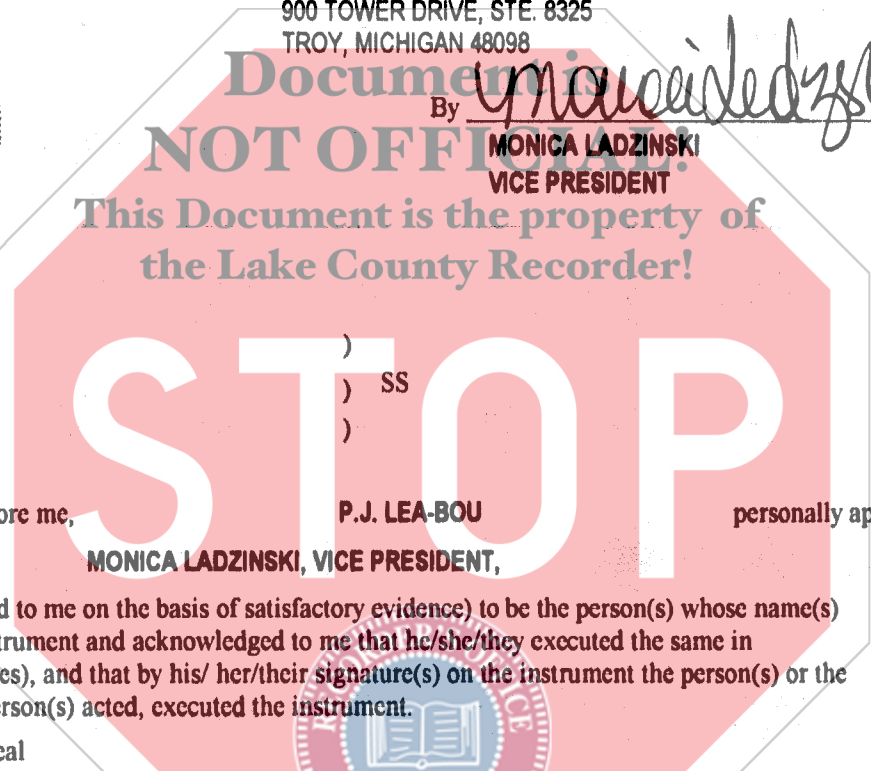 900 TOWER DRIVE, STE. 8325
TROY, MICHIGAN 48098
Document is
By
NOT OFFICIAL!
MONICA LADZINSKI
VICE PRESIDENT
This Document is the property of
the Lake County Recorder!
)
) SS
)
STOP
ore me, P.J. LEA-BOU personally ap
MONICA LADZINSKI, VICE PRESIDENT,
d to me on the basis of satisfactory evidence) to be the person(s) whose name(s)
trument and acknowledged to me that he/she/they executed the same in
es), and that by his/ her/their signature(s) on the instrument the person(s) or the
erson(s) acted, executed the instrument.
eal